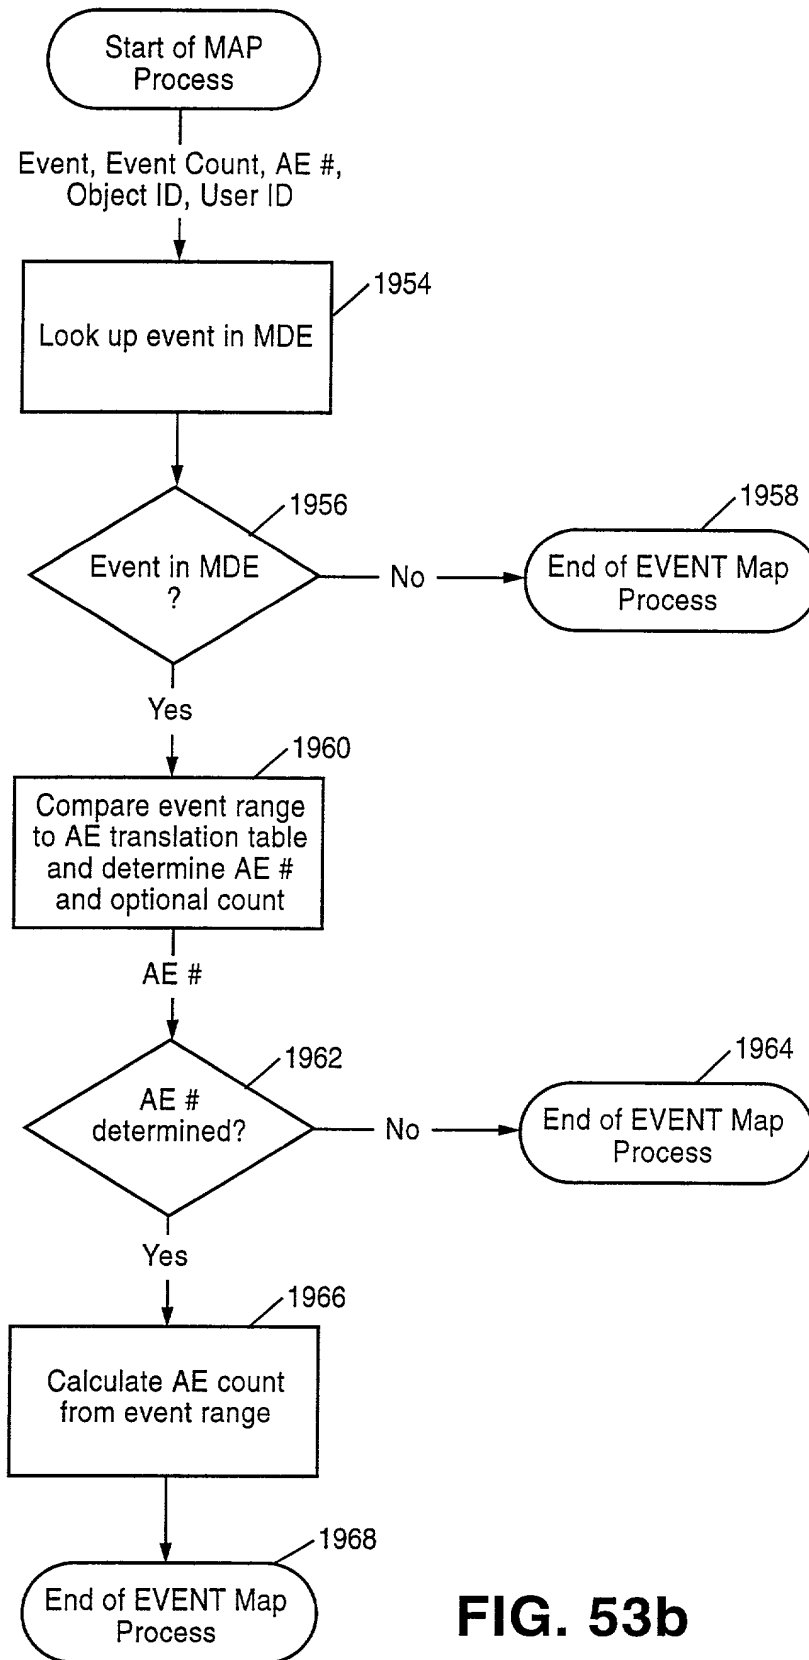 Start of MAP
Process
Event, Event Count, AE #,
Object ID, User ID
1954
Look up event in MDE
1956
Event in MDE
?
No
1958
End of EVENT Map
Process
Yes
1960
Compare event range
to AE translation table
and determine AE #
and optional count
AE #
1962
AE #
determined?
No
1964
End of EVENT Map
Process
Yes
1966
Calculate AE count
from event range
1968
End of EVENT Map
Process
FIG. 53b